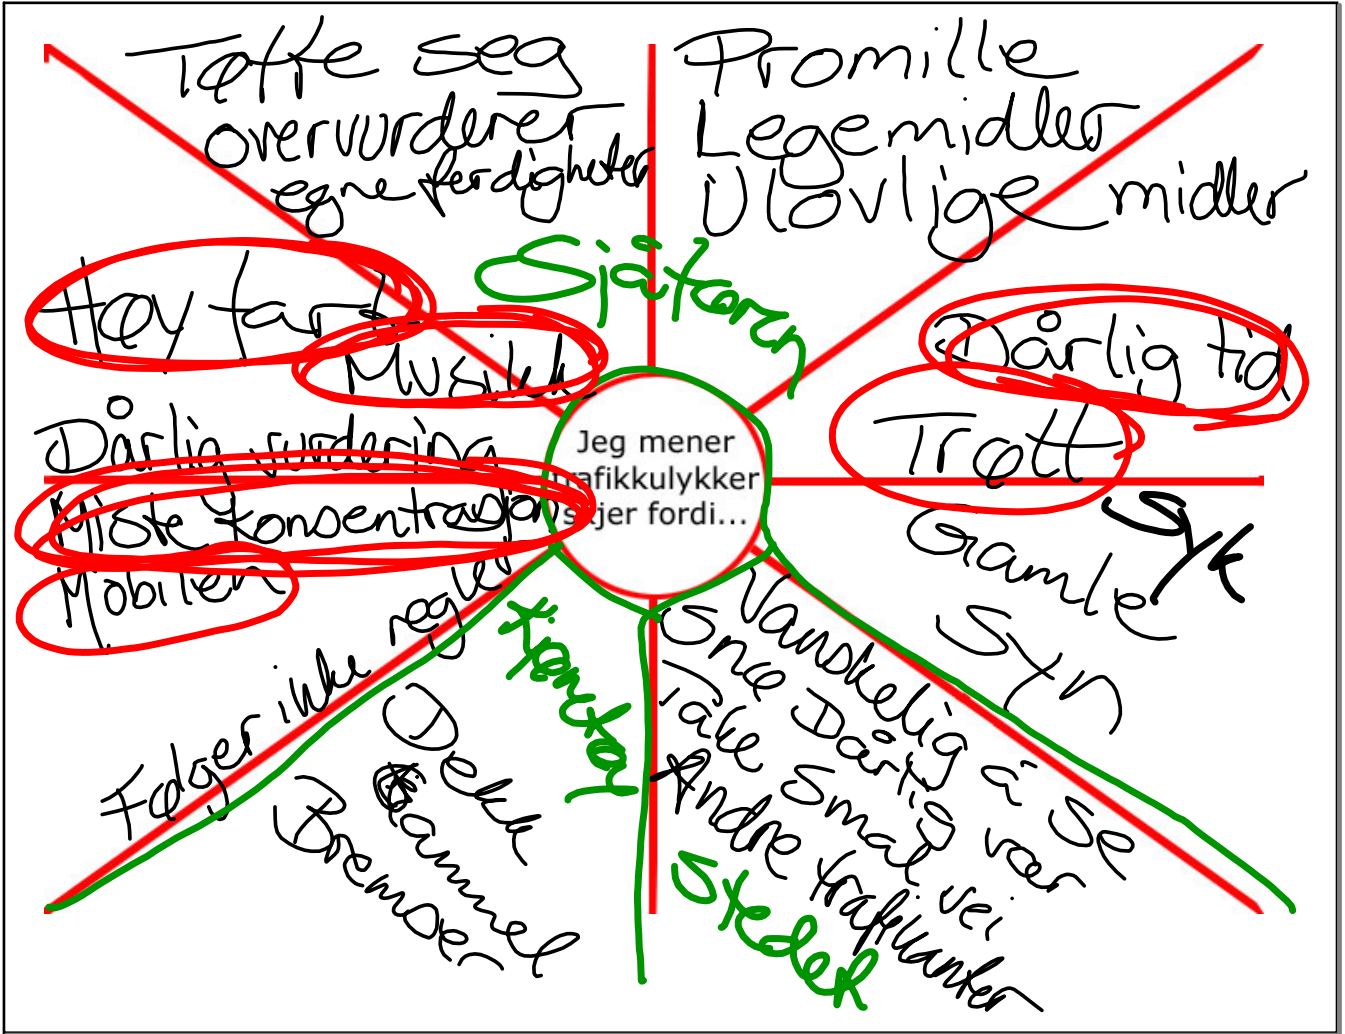 Tøffe seg
overvurderer
egne ferdigheter
Promille
Legemidler
Ulovlige midler
Sjåføren
Høy fart
Musikk
Dårlig vurdering
Miste konsentrasjon
Mobilen
Følger ikke regler
Dårlig tid
Trøtt
Syk
Gamle
Syn
Jeg mener
trafikkulykker
skjer fordi...
Kjøretøy
Dekk
Gammel
Bremser
Vanskelig å se
Snø Dårlig vær
Tåke Smal vei
Andre trafikanter
Stedet